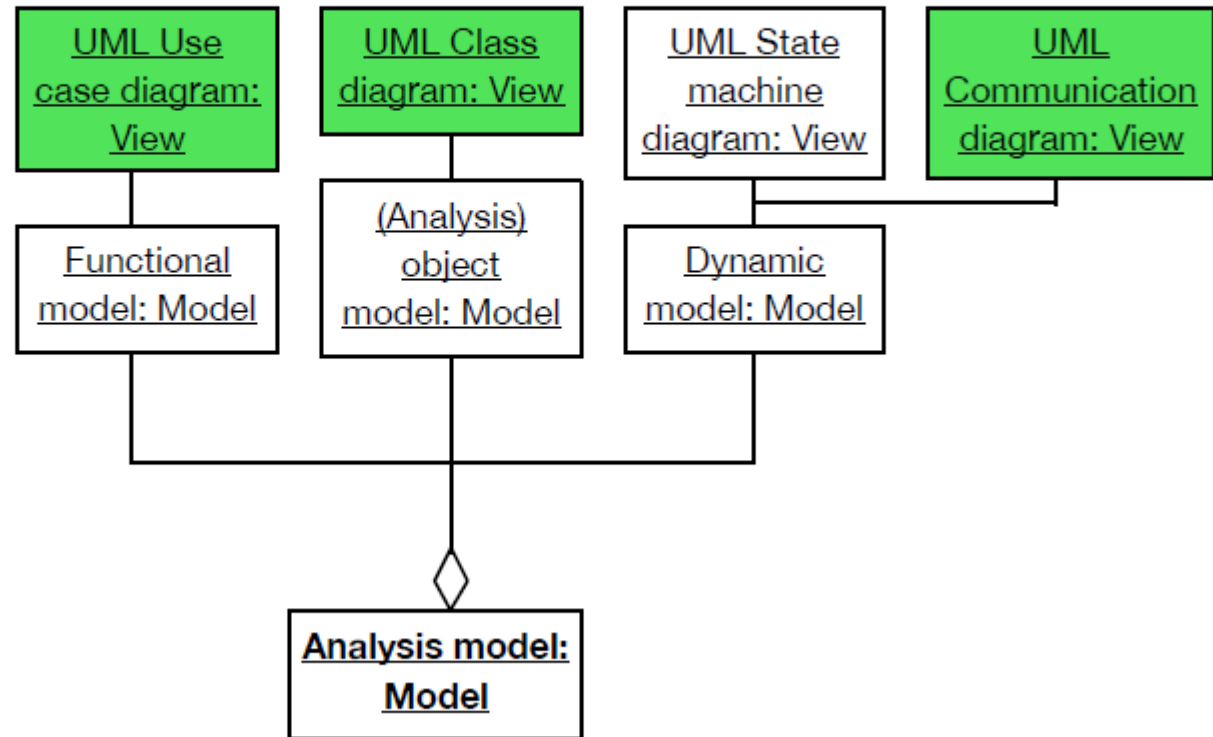 UML Use
case diagram:
View
UML Class
diagram: View
UML State
machine
diagram: View
UML
Communication
diagram: View
Functional
model: Model
(Analysis)
object
model: Model
Dynamic
model: Model
Analysis model:
Model